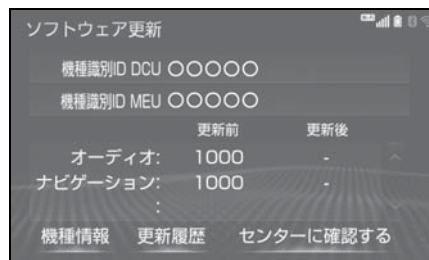 ソフトウェア更新
機種識別ID DCU ○○○○○
機種識別ID MEU ○○○○○
更新前 更新後
オーディオ: 1000 -
ナビゲーション: 1000 -
:
機種情報 更新履歴 センターに確認する